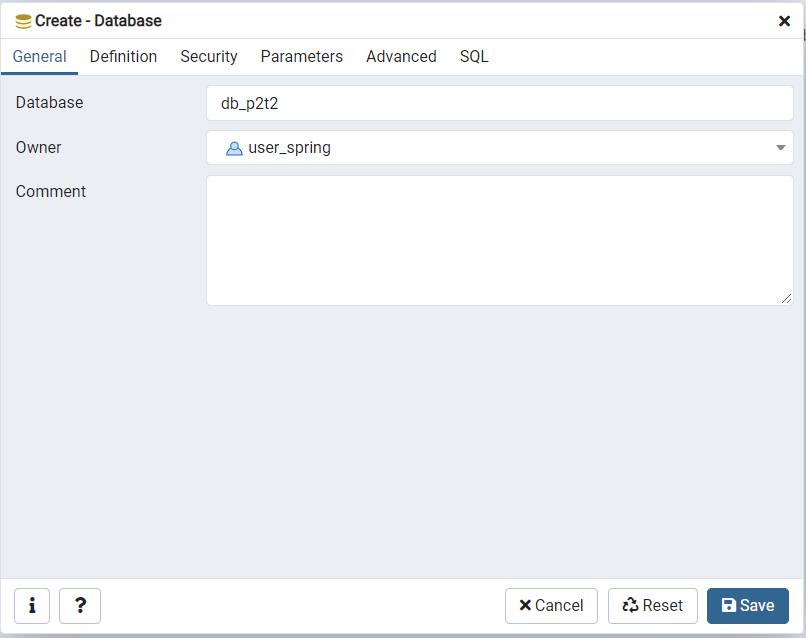 Create - Database
General Definition Security Parameters Advanced SQL
Database db_p2t2
Owner user_spring
Comment
i ? Cancel Reset Save